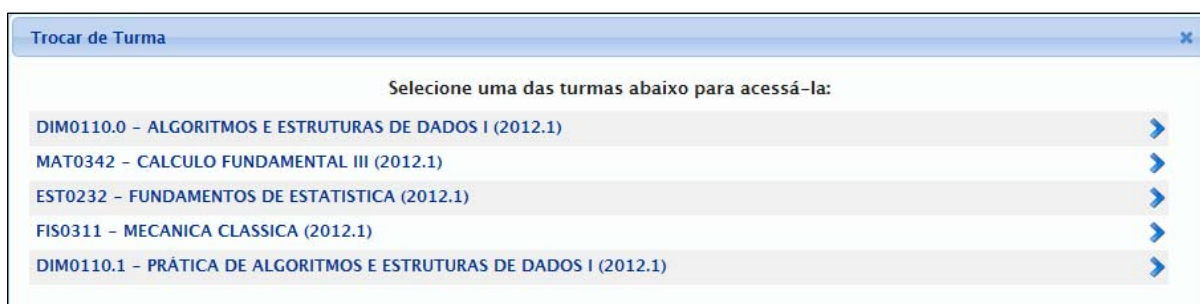 Trocar de Turma
Selecione uma das turmas abaixo para acessá-la:
DIM0110.0 - ALGORITMOS E ESTRUTURAS DE DADOS I (2012.1)
MAT0342 - CALCULO FUNDAMENTAL III (2012.1)
EST0232 - FUNDAMENTOS DE ESTATISTICA (2012.1)
FIS0311 - MECANICA CLASSICA (2012.1)
DIM0110.1 - PRÁTICA DE ALGORITMOS E ESTRUTURAS DE DADOS I (2012.1)